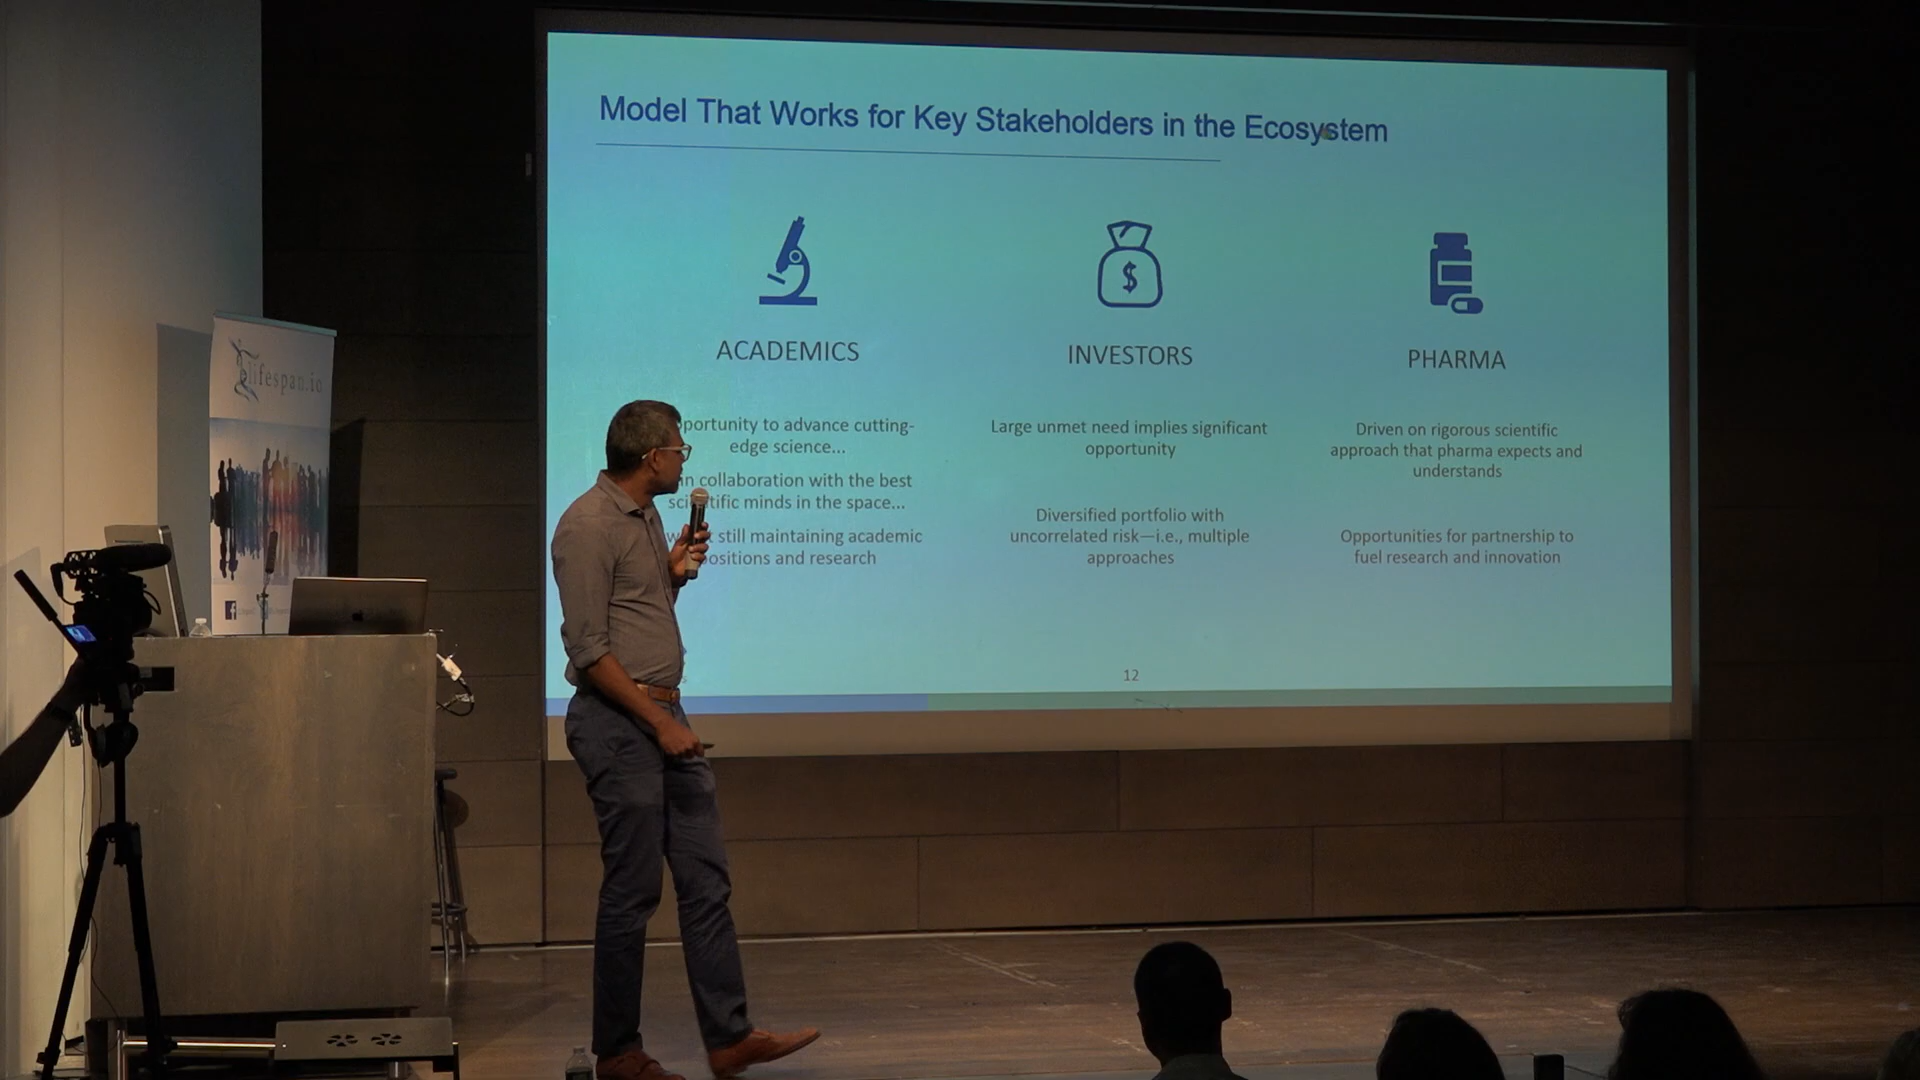 Model That Works for Key Stakeholders in the Ecosystem
$
ACADEMICS
INVESTORS
PHARMA
portunity to advance cutting-
edge science...
in collaboration with the best
scientific minds in the space...
still maintaining academic
ositions and research
Large unmet need implies significant
opportunity
Diversified portfolio with
uncorrelated risk—i.e., multiple
approaches
Driven on rigorous scientific
approach that pharma expects and
understands
Opportunities for partnership to
fuel research and innovation
12
lifespan.io
f